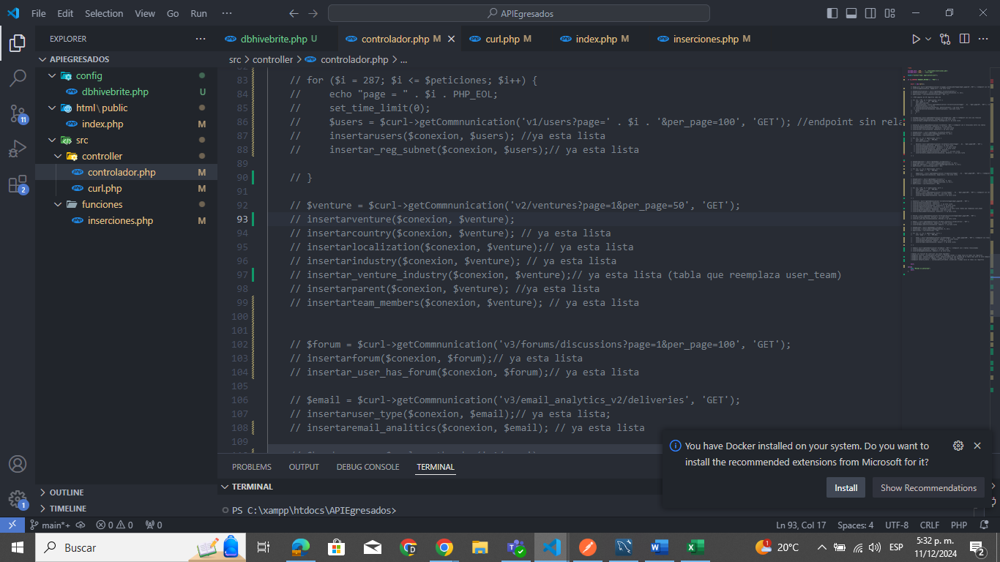 File Edit Selection View Go Run ··· APIEgresados
EXPLORER ···
APIEGRESADOS
config
dbhivebrite.php U
html\public
index.php M
src
controller
controlador.php M
curl.php M
funciones
inserciones.php M
OUTLINE
TIMELINE
11
2
1
dbhivebrite.php U controlador.php M curl.php M index.php M inserciones.php M
src > controller > controlador.php > ...
83 // for ($i = 287; $i <= $peticiones; $i++) {
84 //     echo "page = " . $i . PHP_EOL;
85 //     set_time_limit(0);
86 //     $users = $curl->getCommnunication('v1/users?page=' . $i . '&per_page=100', 'GET'); //endpoint sin rela
87 //     insertarusers($conexion, $users); //ya esta lista
88 //     insertar_reg_subnet($conexion, $users);// ya esta lista
89
90 // }
91
92 // $venture = $curl->getCommnunication('v2/ventures?page=1&per_page=50', 'GET');
93 // insertarventure($conexion, $venture);
94 // insertarcountry($conexion, $venture); // ya esta lista
95 // insertarlocalization($conexion, $venture);// ya esta lista
96 // insertarindustry($conexion, $venture); // ya esta lista
97 // insertar_venture_industry($conexion, $venture);// ya esta lista (tabla que reemplaza user_team)
98 // insertarparent($conexion, $venture); //ya esta lista
99 // insertarteam_members($conexion, $venture); // ya esta lista
100
101
102 // $forum = $curl->getCommnunication('v3/forums/discussions?page=1&per_page=100', 'GET');
103 // insertarforum($conexion, $forum);// ya esta lista
104 // insertar_user_has_forum($conexion, $forum);// ya esta lista
105
106 // $email = $curl->getCommnunication('v3/email_analytics_v2/deliveries', 'GET');
107 // insertaruser_type($conexion, $email);// ya esta lista;
108 // insertaremail_analitics($conexion, $email); // ya esta lista
109
You have Docker installed on your system. Do you want to
install the recommended extensions from Microsoft for it?
Install Show Recommendations
PROBLEMS OUTPUT DEBUG CONSOLE TERMINAL
TERMINAL
PS C:\xampp\htdocs\APIEgresados>
main*+ 0 0 0 Ln 93, Col 17 Spaces: 4 UTF-8 CRLF PHP
Buscar 1 20°C ESP 5:32 p. m.
11/12/2024 2